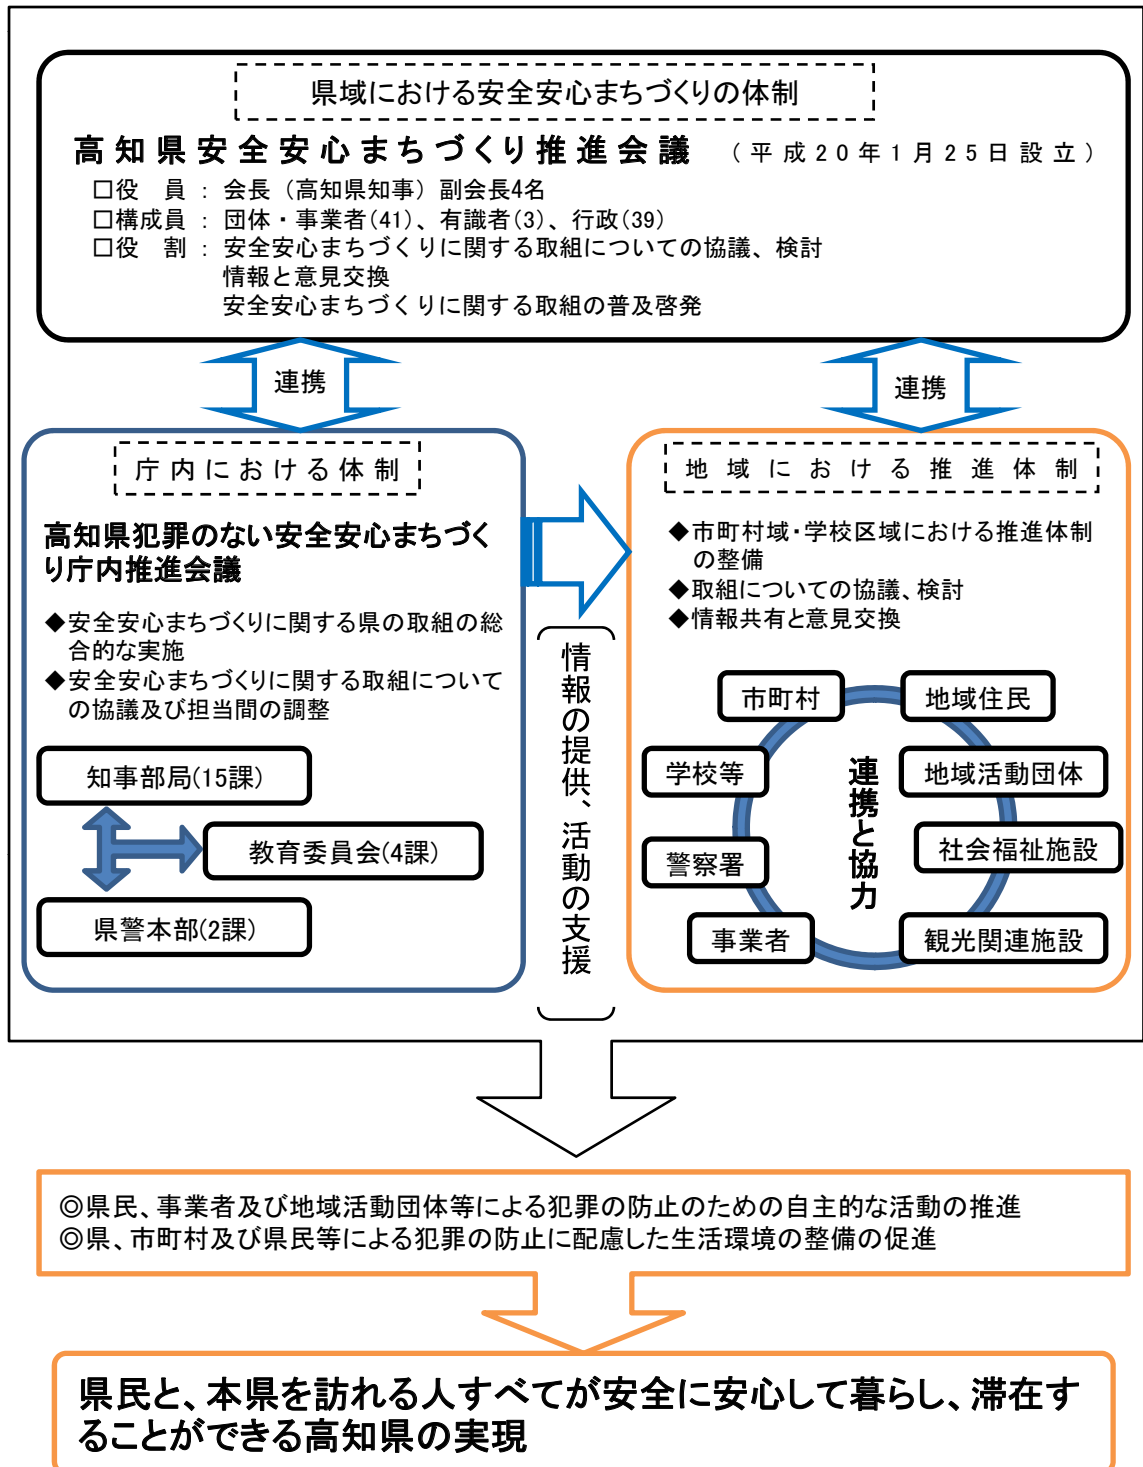 県域における安全安心まちづくりの体制
高知県安全安心まちづくり推進会議 (平成20年1月25日設立)
□役 員 : 会長（高知県知事）副会長4名
□構成員 : 団体・事業者(41)、有識者(3)、行政(39)
□役 割 : 安全安心まちづくりに関する取組についての協議、検討
情報と意見交換
安全安心まちづくりに関する取組の普及啓発
連携
連携
庁内における体制
高知県犯罪のない安全安心まちづく
り庁内推進会議
◆安全安心まちづくりに関する県の取組の総
合的な実施
◆安全安心まちづくりに関する取組について
の協議及び担当間の調整
知事部局(15課)
教育委員会(4課)
県警本部(2課)
情報の提供、活動の支援
地域における推進体制
◆市町村域・学校区域における推進体制
の整備
◆取組についての協議、検討
◆情報共有と意見交換
市町村
地域住民
学校等
地域活動団体
警察署
社会福祉施設
事業者
観光関連施設
連携と協力
◎県民、事業者及び地域活動団体等による犯罪の防止のための自主的な活動の推進
◎県、市町村及び県民等による犯罪の防止に配慮した生活環境の整備の促進
県民と、本県を訪れる人すべてが安全に安心して暮らし、滞在す
ることができる高知県の実現